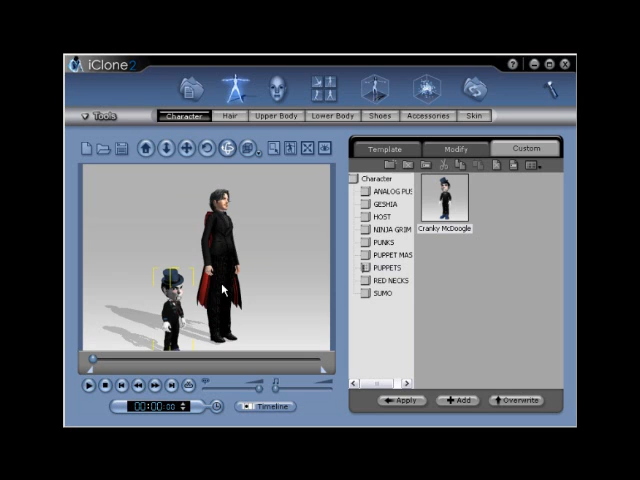 iClone2
Tools
Character
Hair
Upper Body
Lower Body
Shoes
Accessories
Skin
Template
Modify
Custom
Character
ANALOG PUS
GESHIA
HOST
NINJA GRIM
PUNKS
PUPPET MAS
PUPPETS
RED NECKS
SUMO
Cranky McDoogle
Apply
Add
Overwrite
00:00:00
Timeline